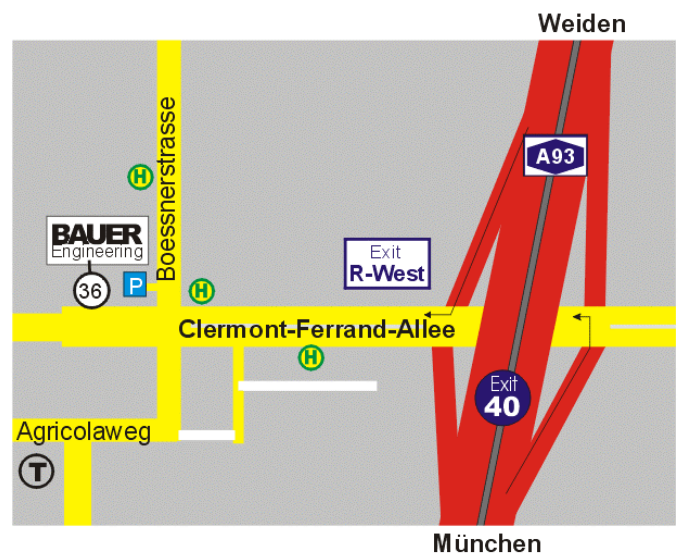 Weiden
A93
Boessnerstrasse
H
BAUER
Engineering
36
P
H
Exit
R-West
Clermont-Ferrand-Allee
H
Exit
40
Agricolaweg
T
München